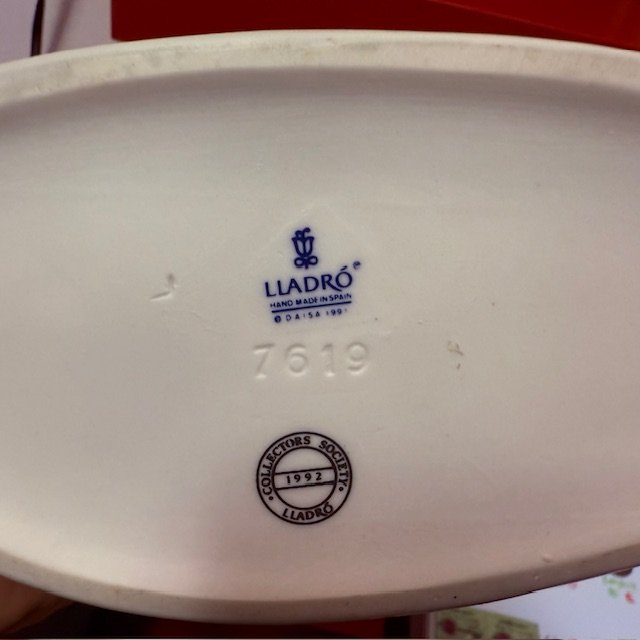 LLADRÓ
HAND MADE IN SPAIN
© DAISA 1991
7619
COLLECTORS SOCIETY
1992
LLADRÓ